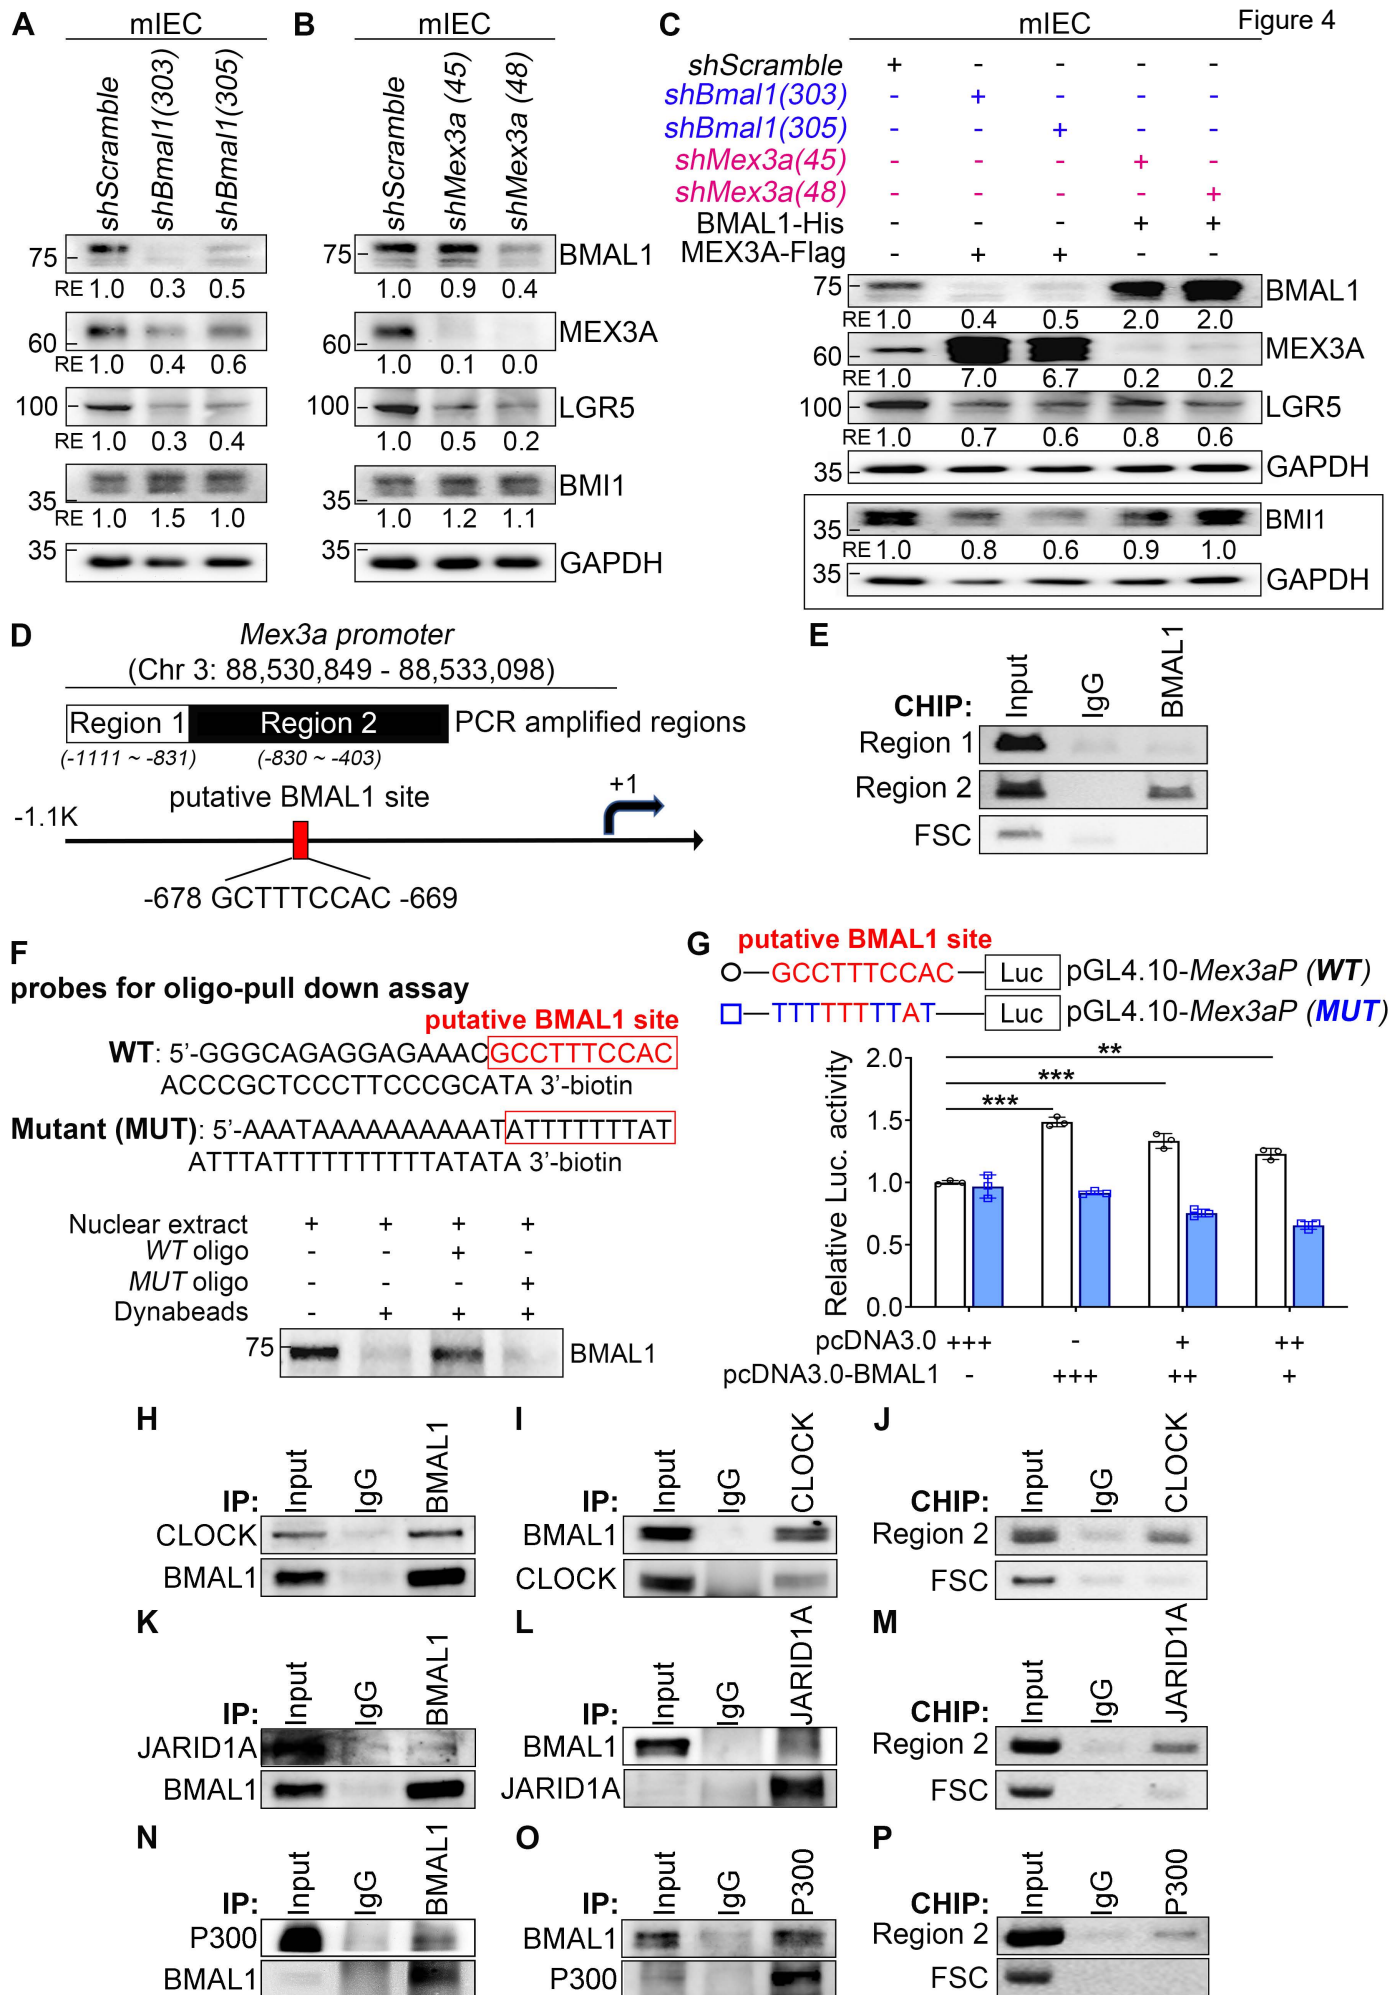 Figure 4
A
mIEC
shScramble
shBmal1(303)
shBmal1(305)
75
RE 1.0 0.3 0.5
60
RE 1.0 0.4 0.6
100
RE 1.0 0.3 0.4
35
RE 1.0 1.5 1.0
35
B
mIEC
shScramble
shMex3a (45)
shMex3a (48)
75 BMAL1
1.0 0.9 0.4
60 MEX3A
1.0 0.1 0.0
100 LGR5
1.0 0.5 0.2
35 BMI1
1.0 1.2 1.1
35 GAPDH
C
mIEC
shScramble + - - - -
shBmal1(303) - + - - -
shBmal1(305) - - + - -
shMex3a(45) - - - + -
shMex3a(48) - - - - +
BMAL1-His - - - + +
MEX3A-Flag - + + - -
75 BMAL1
RE 1.0 0.4 0.5 2.0 2.0
60 MEX3A
RE 1.0 7.0 6.7 0.2 0.2
100 LGR5
RE 1.0 0.7 0.6 0.8 0.6
35 GAPDH
35 BMI1
RE 1.0 0.8 0.6 0.9 1.0
35 GAPDH
D
Mex3a promoter
(Chr 3: 88,530,849 - 88,533,098)
Region 1 Region 2 PCR amplified regions
(-1111 ~ -831) (-830 ~ -403)
putative BMAL1 site
-1.1K
+1
-678 GCTTTCCAC -669
E
CHIP: Input IgG BMAL1
Region 1
Region 2
FSC
F
probes for oligo-pull down assay
putative BMAL1 site
WT: 5'-GGGCAGAGGAGAAACGCCTTTCCAC
ACCCGCTCCCTTCCCGCATA 3'-biotin
Mutant (MUT): 5'-AAATAAAAAAAAAATATTTTTTTAT
ATTTATTTTTTTTTTATATA 3'-biotin
Nuclear extract + + + +
WT oligo - - + -
MUT oligo - - - +
Dynabeads - + + +
75 BMAL1
G
putative BMAL1 site
GCCTTTCCAC Luc pGL4.10-Mex3aP (WT)
TTTTTTTTAT Luc pGL4.10-Mex3aP (MUT)
Relative Luc. activity
2.0
1.5
1.0
0.5
0.0
**
***
***
pcDNA3.0 +++ - + ++
pcDNA3.0-BMAL1 - +++ ++ +
H
IP: Input IgG BMAL1
CLOCK
BMAL1
I
IP: Input IgG CLOCK
BMAL1
CLOCK
J
CHIP: Input IgG CLOCK
Region 2
FSC
K
IP: Input IgG BMAL1
JARID1A
BMAL1
L
IP: Input IgG JARID1A
BMAL1
JARID1A
M
CHIP: Input IgG JARID1A
Region 2
FSC
N
IP: Input IgG BMAL1
P300
BMAL1
O
IP: Input IgG P300
BMAL1
P300
P
CHIP: Input IgG P300
Region 2
FSC